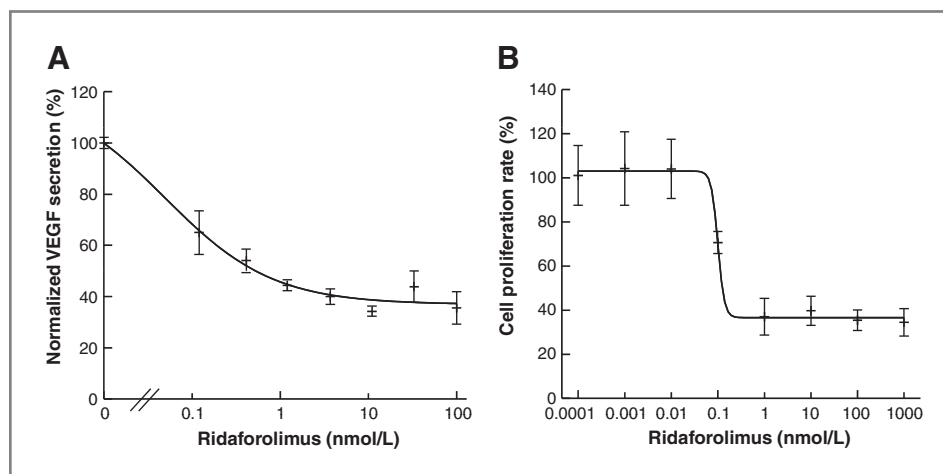 A
Normalized VEGF secretion (%)
120
100
80
60
40
20
0
0 0.1 1 10 100
Ridaforolimus (nmol/L)
B
Cell proliferation rate (%)
140
120
100
80
60
40
20
0
0.0001 0.001 0.01 0.1 1 10 100 1000
Ridaforolimus (nmol/L)